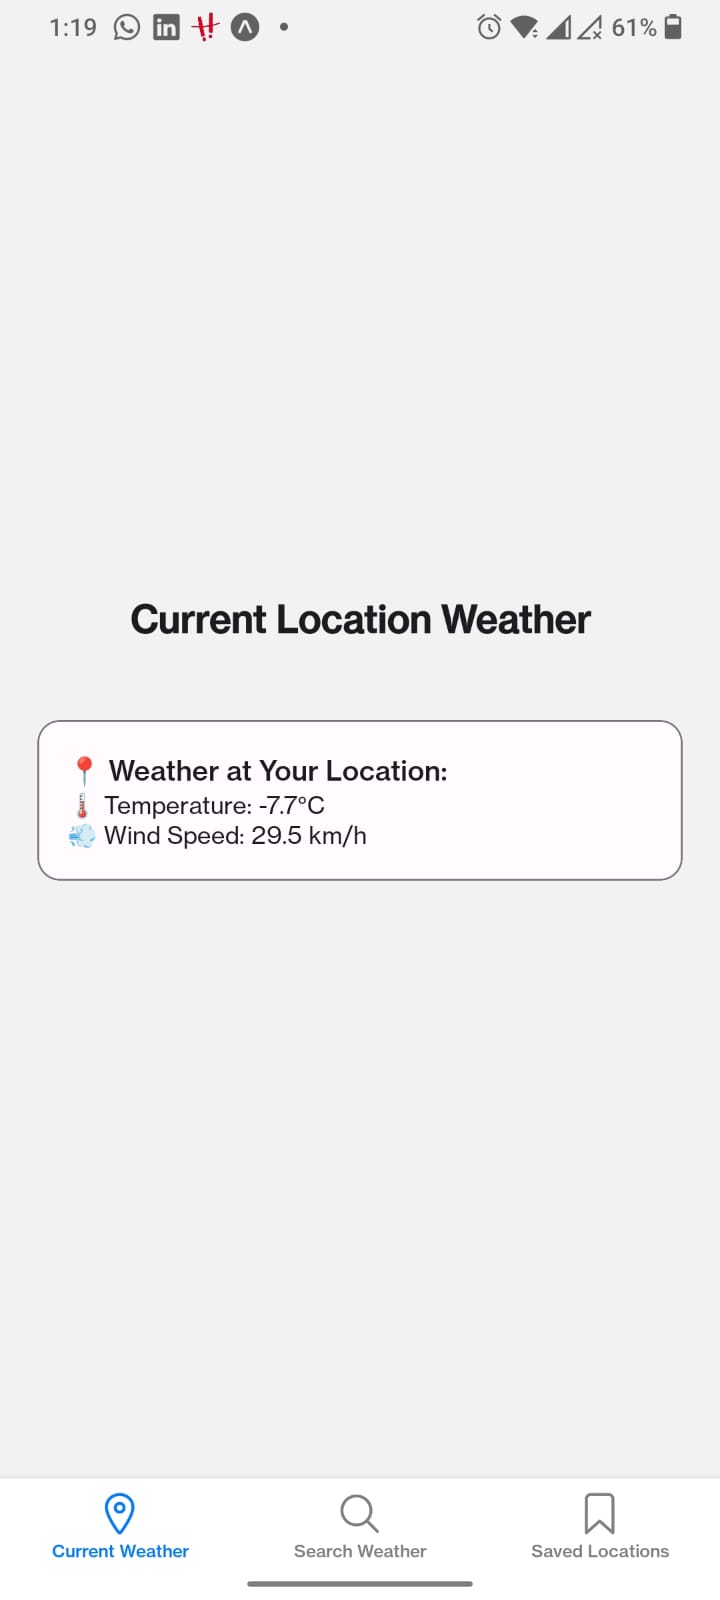 1:19
in
61%
Current Location Weather
📍 Weather at Your Location:
🌡️ Temperature: -7.7°C
💨 Wind Speed: 29.5 km/h
Current Weather
Search Weather
Saved Locations